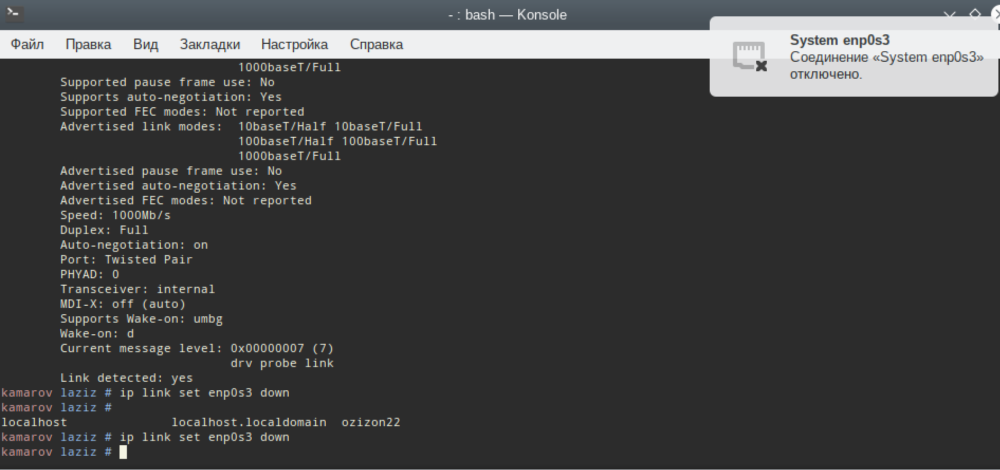 - : bash — Konsole
Файл Правка Вид Закладки Настройка Справка
System enp0s3
Соединение «System enp0s3»
отключено.
1000baseT/Full
Supported pause frame use: No
Supports auto-negotiation: Yes
Supported FEC modes: Not reported
Advertised link modes:  10baseT/Half 10baseT/Full
100baseT/Half 100baseT/Full
1000baseT/Full
Advertised pause frame use: No
Advertised auto-negotiation: Yes
Advertised FEC modes: Not reported
Speed: 1000Mb/s
Duplex: Full
Auto-negotiation: on
Port: Twisted Pair
PHYAD: 0
Transceiver: internal
MDI-X: off (auto)
Supports Wake-on: umbg
Wake-on: d
Current message level: 0x00000007 (7)
drv probe link
Link detected: yes
kamarov laziz # ip link set enp0s3 down
kamarov laziz #
localhost localhost.localdomain ozizon22
kamarov laziz # ip link set enp0s3 down
kamarov laziz #